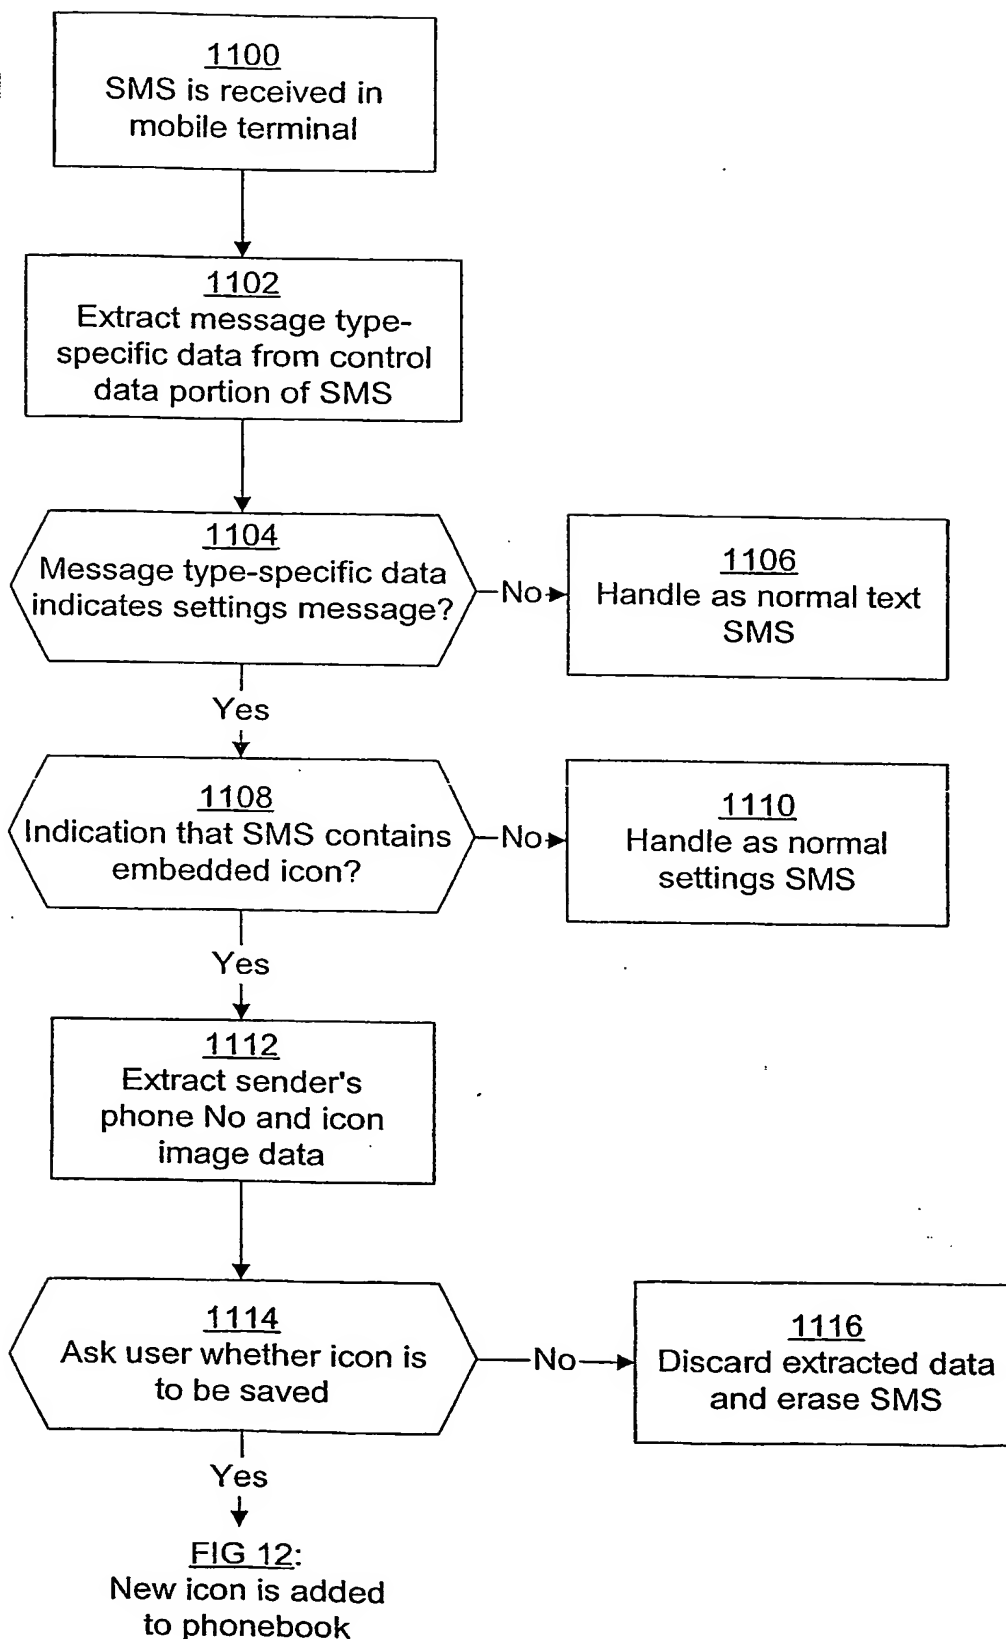 1100
SMS is received in
mobile terminal
1102
Extract message type-
specific data from control
data portion of SMS
1104
Message type-specific data
indicates settings message?
No
1106
Handle as normal text
SMS
Yes
1108
Indication that SMS contains
embedded icon?
No
1110
Handle as normal
settings SMS
Yes
1112
Extract sender's
phone No and icon
image data
1114
Ask user whether icon is
to be saved
No
1116
Discard extracted data
and erase SMS
Yes
FIG 12:
New icon is added
to phonebook